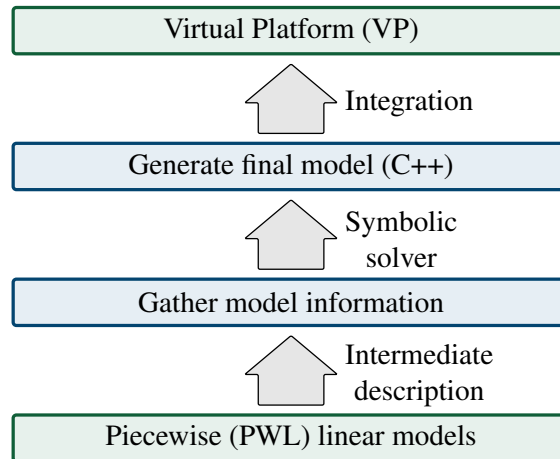 Virtual Platform (VP)
Integration
Generate final model (C++)
Symbolic
solver
Gather model information
Intermediate
description
Piecewise (PWL) linear models